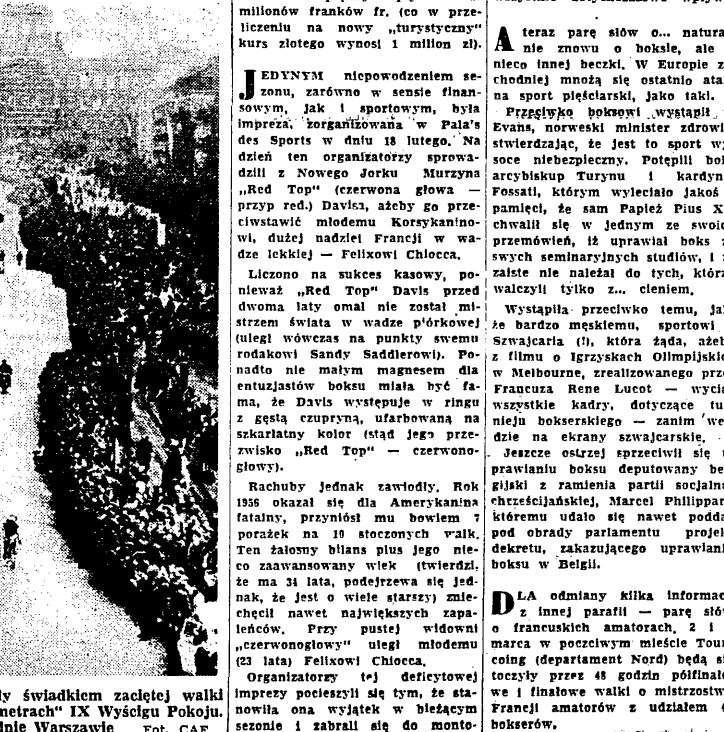 milionów franków fr. (co w prze-
liczeniu na nowy „turystyczny"
kurs złotego wynosi 1 milion zł).
JEDYNYM niepowodzeniem se-
zonu, zarówno w sensie finan-
sowym, jak i sportowym, była
impreza, zorganizowana w Pala's
des Sports w dniu 18 lutego. Na
dzień ten organizatorzy sprowa-
dzili z Nowego Jorku Murzyna
„Red Top" (czerwona głowa —
przyp red.) Davisa, ażeby go prze-
ciwstawić młodemu Korsykanino-
wi, dużej nadziei Francji w wa-
dze lekkiej — Felixowi Chiocca.
Liczono na sukces kasowy, po-
nieważ „Red Top" Davis przed
dwoma laty omal nie został mi-
strzem świata w wadze piórkowej
(uległ wówczas na punkty swemu
rodakowi Sandy Saddlerowi). Po-
nadto nie małym magnesem dla
entuzjastów boksu miała być fa-
ma, że Davis występuje w ringu
z gęstą czupryną, ufarbowaną na
szkarłatny kolor (stąd jego prze-
zwisko „Red Top" — czerwono-
głowy).
Rachuby jednak zawiodły. Rok
1956 okazał się dla Amerykanina
fatalny, przyniósł mu bowiem 7
porażek na 10 stoczonych walk.
Ten żałosny bilans plus jego nie-
co zaawansowany wiek (twierdzi,
że ma 34 lata, podejrzewa się jed-
nak, że jest o wiele starszy) znie-
chęcił nawet największych zapa-
leńców. Przy pustej widowni
„czerwonogłowy" uległ młodemu
(23 lata) Felixowi Chiocca.
Organizatorzy tej deficytowej
imprezy pocieszyli się tym, że sta-
nowiła ona wyjątek w bieżącym
sezonie i zabrali się do monto-
A teraz parę słów o... natura
nie znowu o boksie, ale
nieco innej beczki. W Europie z
chodniej mnożą się ostatnio ata
na sport pięściarski, jako taki.
Przeciwko boksowi wystąpił
Evans, norweski minister zdrowi
stwierdzając, że jest to sport w
soce niebezpieczny. Potępili bok
arcybiskup Turynu i kardyn
Fossati, którym wyleciało jakoś
pamięci, że sam Papież Pius X
chwalił się w jednym ze swoic
przemówień, iż uprawiał boks
swych seminaryjnych studiów, i
zaiste nie należał do tych, którz
walczyli tylko z... cieniem.
Wystąpiła przeciwko temu, jak
że bardzo męskiemu, sportowi
Szwajcaria (!), która żąda, ażeb
z filmu o Igrzyskach Olimpijskie
w Melbourne, zrealizowanego prze
Francuza Rene Lucot — wycią
wszystkie kadry, dotyczące tu
nieju bokserskiego — zanim wej
dzie na ekrany szwajcarskie.
Jeszcze ostrzej sprzeciwił się
prawianiu boksu deputowany be
gijski z ramienia partii socjaln
chrześcijańskiej, Marcel Philippar
któremu udało się nawet podda
pod obrady parlamentu projek
dekretu, zakazującego uprawiani
boksu w Belgii.
DLA odmiany kilka informac
z innej parafii — parę słów
o francuskich amatorach. 2 i
marca w poczciwym mieście Tour
coing (departament Nord) będą si
toczyły przez 48 godzin półfinało
we i finałowe walki o mistrzostw
Francji amatorów z udziałem 4
bokserów.
ly świadkiem zaciętej walki
metrach" IX Wyścigu Pokoju.
dnie Warszawie Fot. CAF